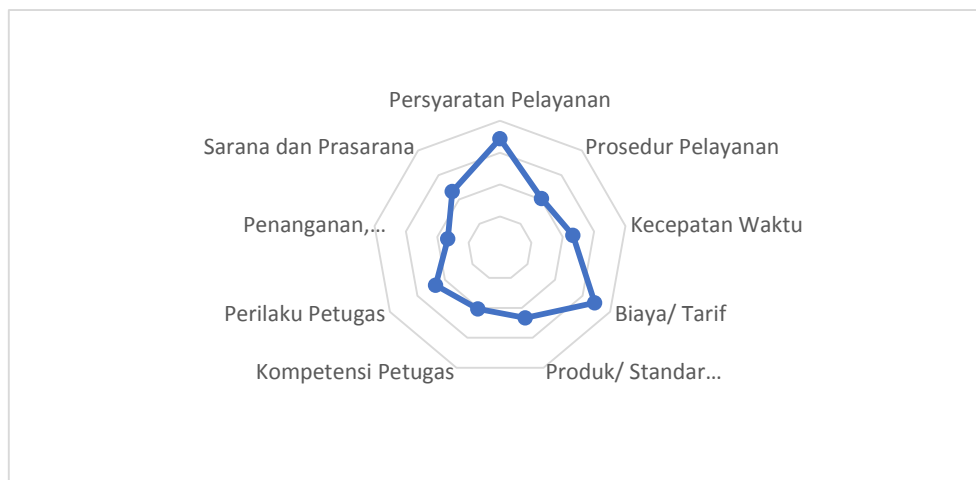 Persyaratan Pelayanan
Prosedur Pelayanan
Kecepatan Waktu
Biaya/ Tarif
Produk/ Standar...
Kompetensi Petugas
Perilaku Petugas
Penanganan,...
Sarana dan Prasarana